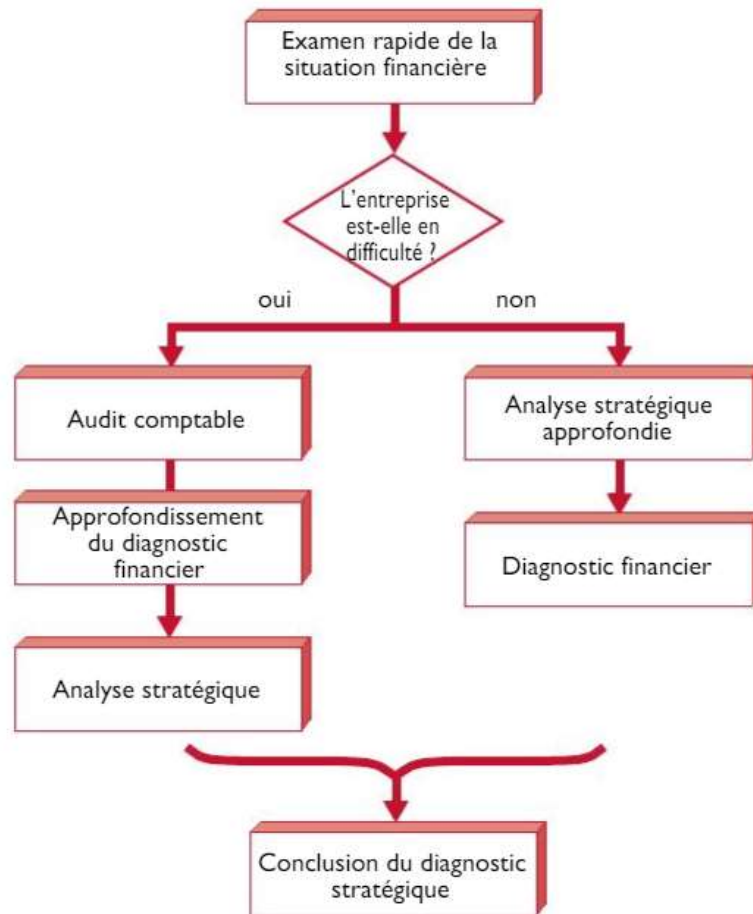 Examen rapide de la
situation financière
L'entreprise
est-elle en
difficulté ?
oui
non
Audit comptable
Analyse stratégique
approfondie
Approfondissement
du diagnostic
financier
Diagnostic financier
Analyse stratégique
Conclusion du diagnostic
stratégique